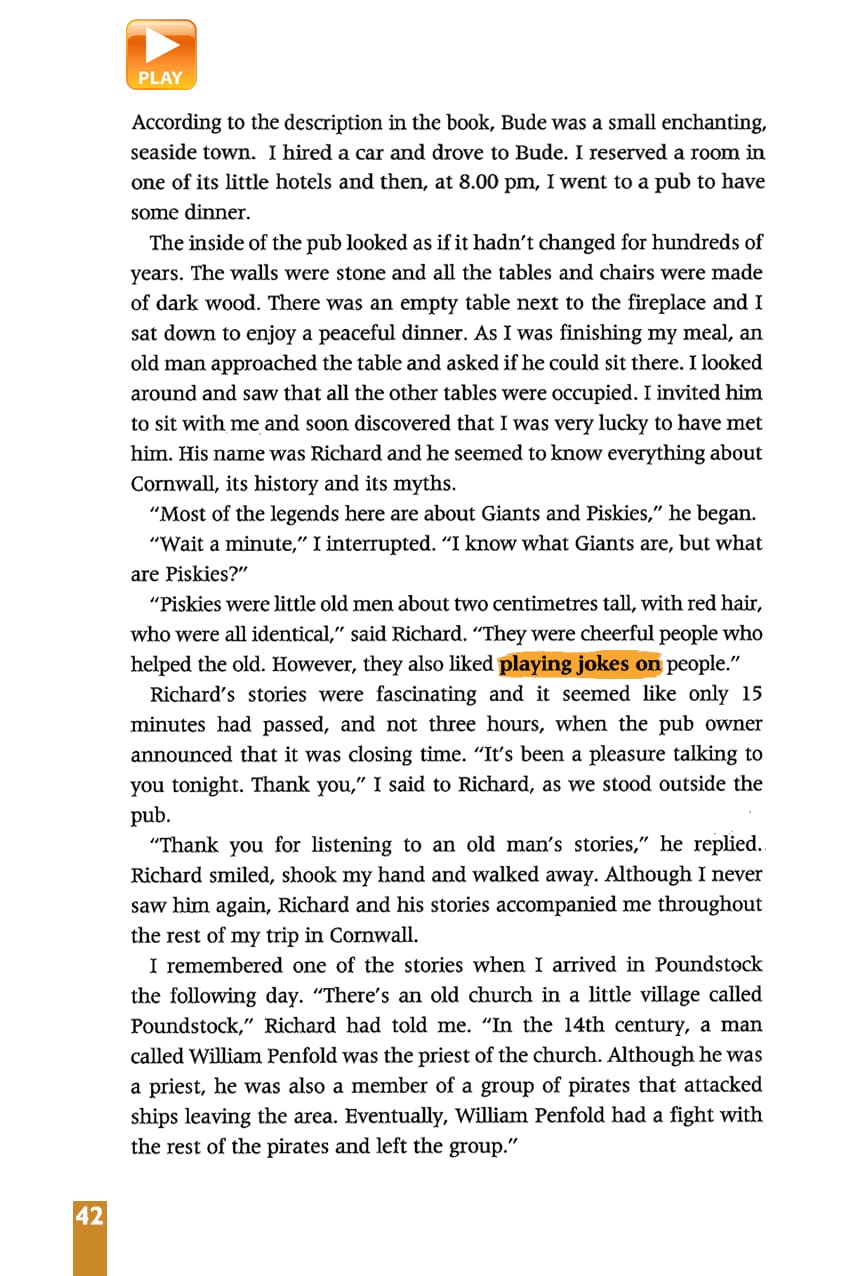 PLAY
According to the description in the book, Bude was a small enchanting,
seaside town. I hired a car and drove to Bude. I reserved a room in
one of its little hotels and then, at 8.00 pm, I went to a pub to have
some dinner.
The inside of the pub looked as if it hadn't changed for hundreds of
years. The walls were stone and all the tables and chairs were made
of dark wood. There was an empty table next to the fireplace and I
sat down to enjoy a peaceful dinner. As I was finishing my meal, an
old man approached the table and asked if he could sit there. I looked
around and saw that all the other tables were occupied. I invited him
to sit with me and soon discovered that I was very lucky to have met
him. His name was Richard and he seemed to know everything about
Cornwall, its history and its myths.
"Most of the legends here are about Giants and Piskies," he began.
"Wait a minute," I interrupted. "I know what Giants are, but what
are Piskies?"
"Piskies were little old men about two centimetres tall, with red hair,
who were all identical," said Richard. "They were cheerful people who
helped the old. However, they also liked playing jokes on people."
Richard's stories were fascinating and it seemed like only 15
minutes had passed, and not three hours, when the pub owner
announced that it was closing time. "It's been a pleasure talking to
you tonight. Thank you," I said to Richard, as we stood outside the
pub.
"Thank you for listening to an old man's stories," he replied.
Richard smiled, shook my hand and walked away. Although I never
saw him again, Richard and his stories accompanied me throughout
the rest of my trip in Cornwall.
I remembered one of the stories when I arrived in Poundstock
the following day. "There's an old church in a little village called
Poundstock," Richard had told me. "In the 14th century, a man
called William Penfold was the priest of the church. Although he was
a priest, he was also a member of a group of pirates that attacked
ships leaving the area. Eventually, William Penfold had a fight with
the rest of the pirates and left the group."
42